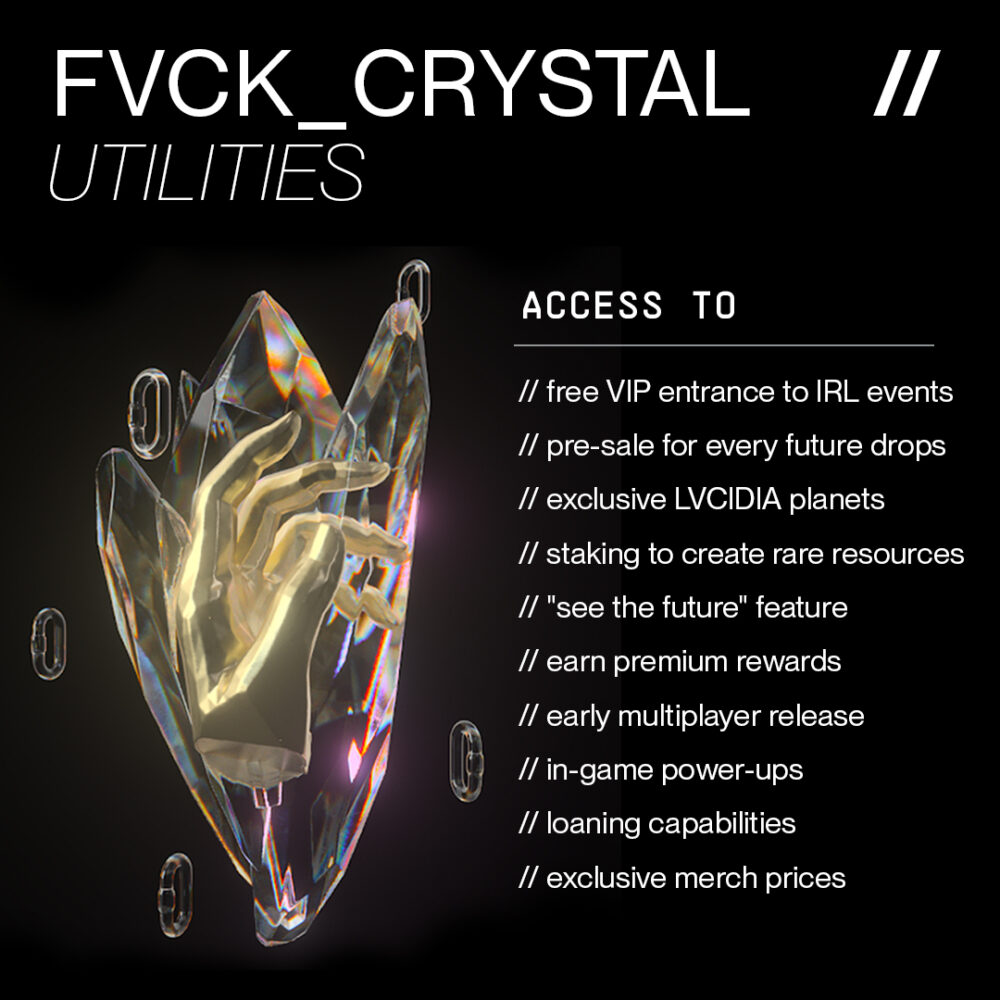 FVCK_CRYSTAL //
UTILITIES
ACCESS TO
// free VIP entrance to IRL events
// pre-sale for every future drops
// exclusive LVCIDIA planets
// staking to create rare resources
// "see the future" feature
// earn premium rewards
// early multiplayer release
// in-game power-ups
// loaning capabilities
// exclusive merch prices